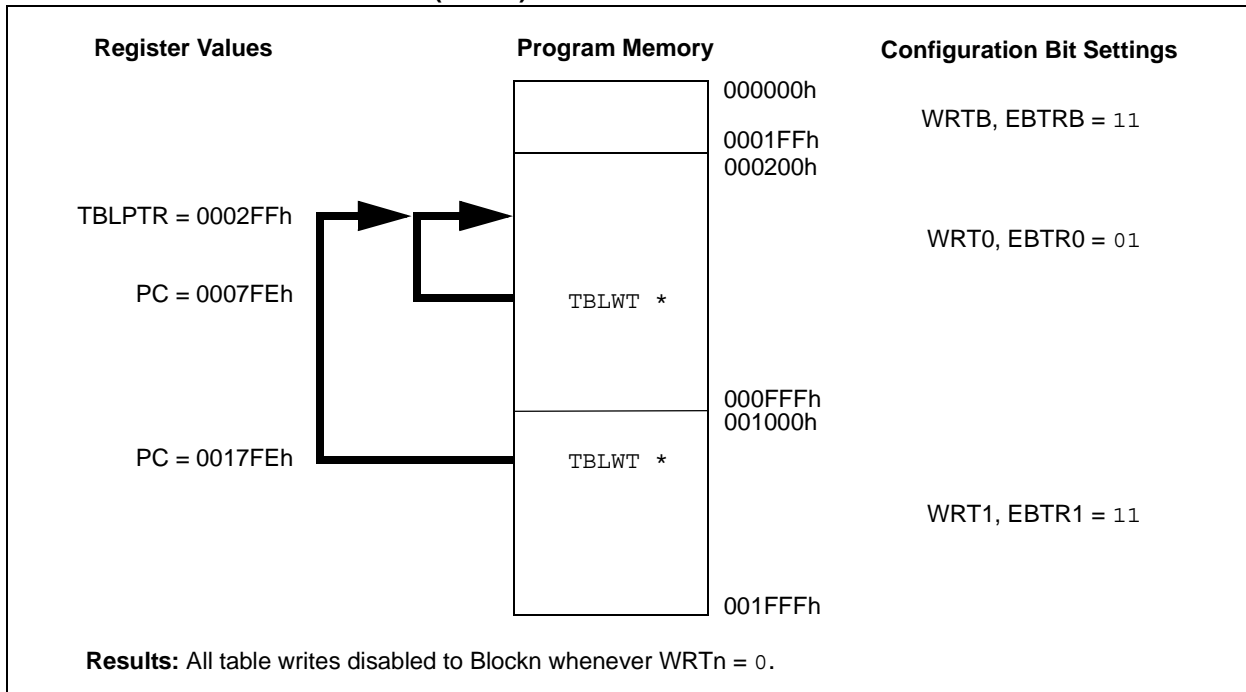 Register Values
Program Memory
Configuration Bit Settings
000000h
WRTB, EBTRB = 11
0001FFh
000200h
TBLPTR = 0002FFh
WRT0, EBTR0 = 01
PC = 0007FEh
TBLWT *
000FFFh
001000h
PC = 0017FEh
TBLWT *
WRT1, EBTR1 = 11
001FFFh
Results: All table writes disabled to Blockn whenever WRTn = 0.